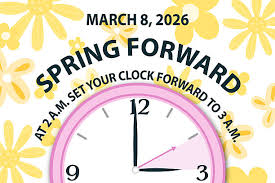 MARCH 8, 2026
SPRING FORWARD
AT 2 A.M. SET YOUR CLOCK FORWARD TO 3 A.M.
12
9
3